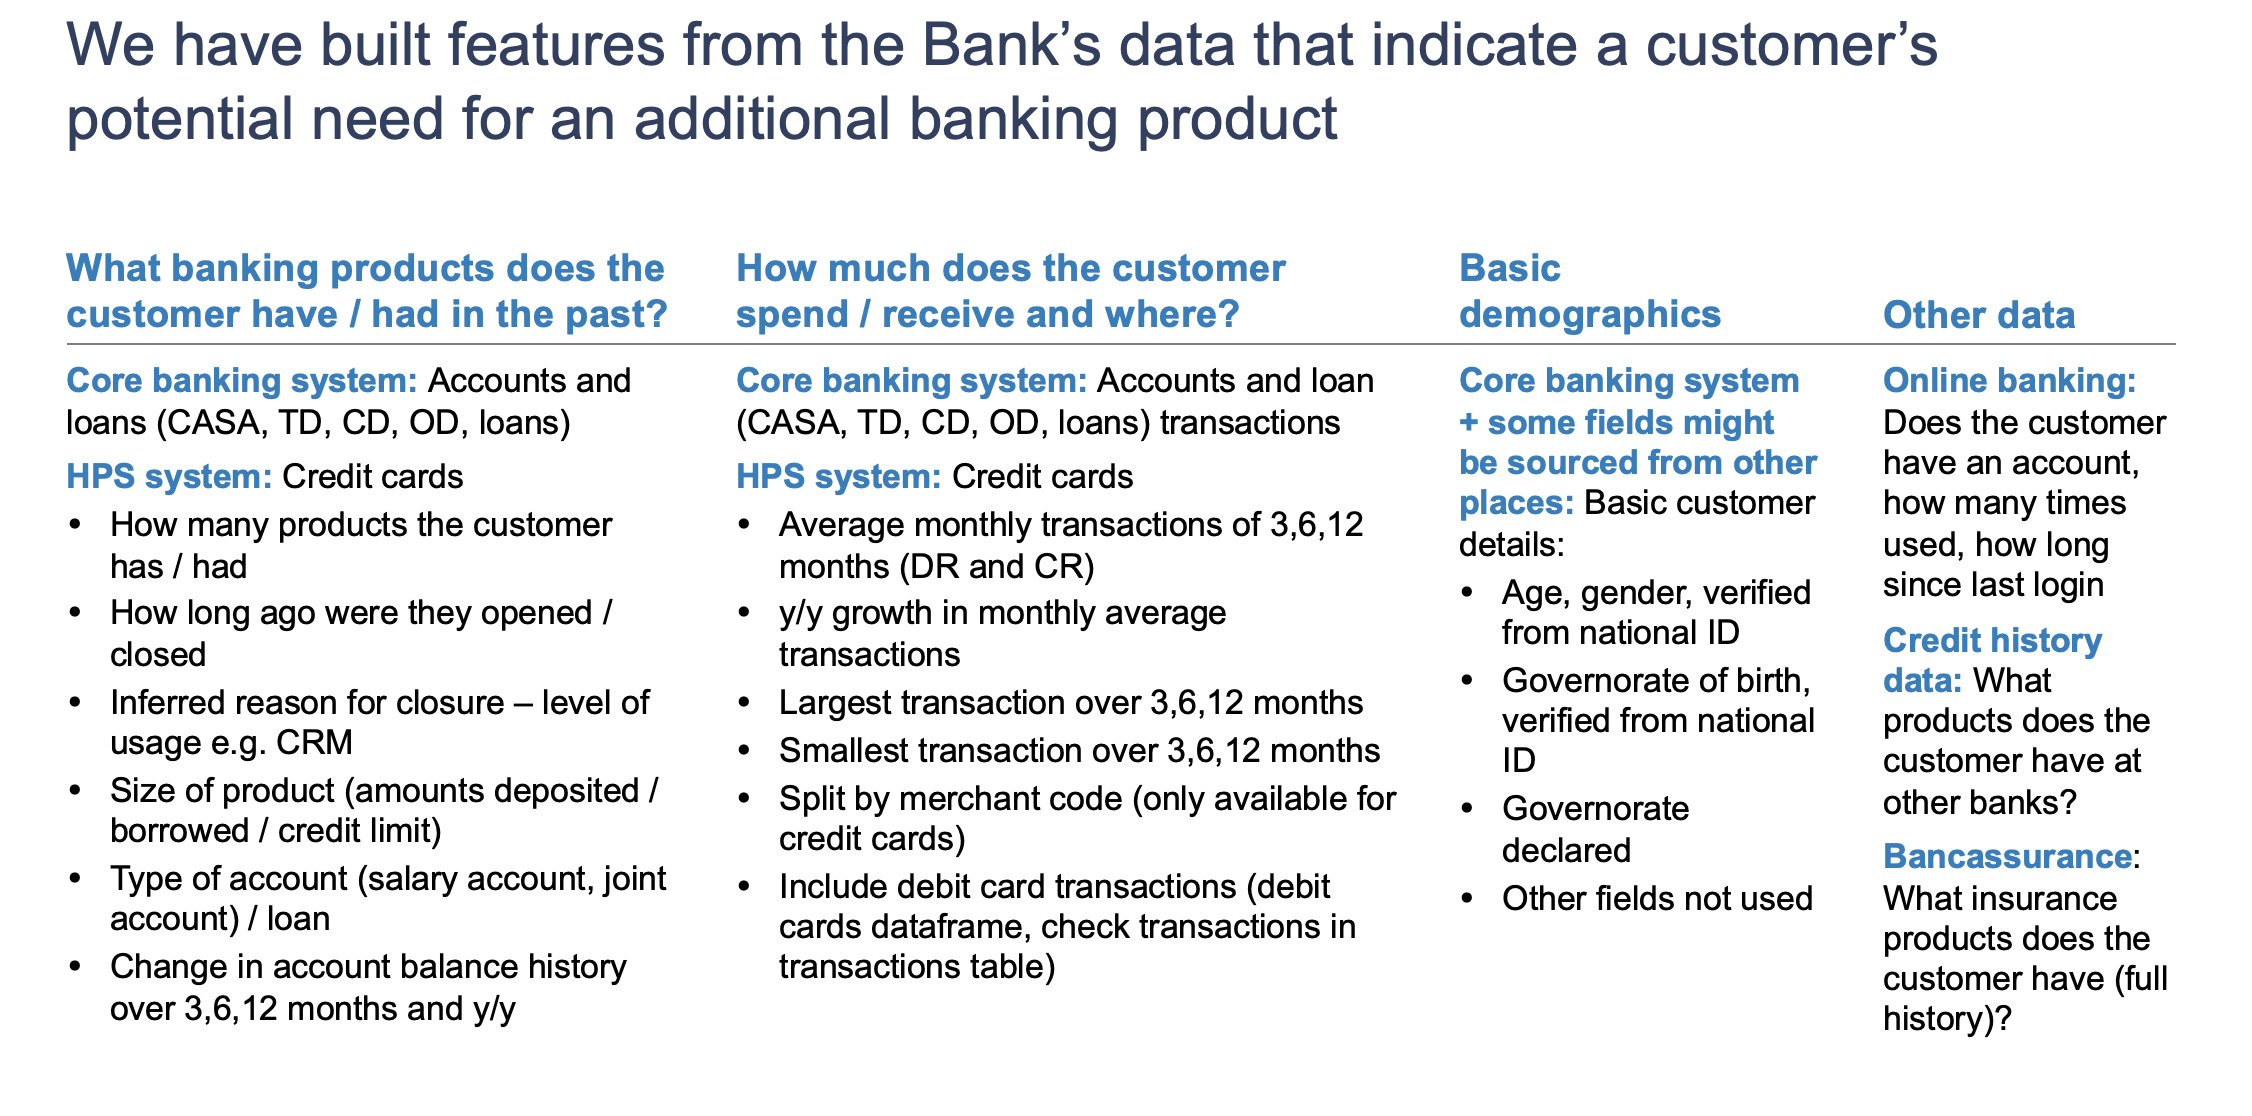 We have built features from the Bank’s data that indicate a customer’s
potential need for an additional banking product
What banking products does the
customer have / had in the past?
Core banking system: Accounts and
loans (CASA, TD, CD, OD, loans)
HPS system: Credit cards
• How many products the customer
has / had
• How long ago were they opened /
closed
• Inferred reason for closure – level of
usage e.g. CRM
• Size of product (amounts deposited /
borrowed / credit limit)
• Type of account (salary account, joint
account) / loan
• Change in account balance history
over 3,6,12 months and y/y
How much does the customer
spend / receive and where?
Core banking system: Accounts and loan
(CASA, TD, CD, OD, loans) transactions
HPS system: Credit cards
• Average monthly transactions of 3,6,12
months (DR and CR)
• y/y growth in monthly average
transactions
• Largest transaction over 3,6,12 months
• Smallest transaction over 3,6,12 months
• Split by merchant code (only available for
credit cards)
• Include debit card transactions (debit
cards dataframe, check transactions in
transactions table)
Basic
demographics
Core banking system
+ some fields might
be sourced from other
places: Basic customer
details:
• Age, gender, verified
from national ID
• Governorate of birth,
verified from national
ID
• Governorate
declared
• Other fields not used
Other data
Online banking:
Does the customer
have an account,
how many times
used, how long
since last login
Credit history
data: What
products does the
customer have at
other banks?
Bancassurance:
What insurance
products does the
customer have (full
history)?